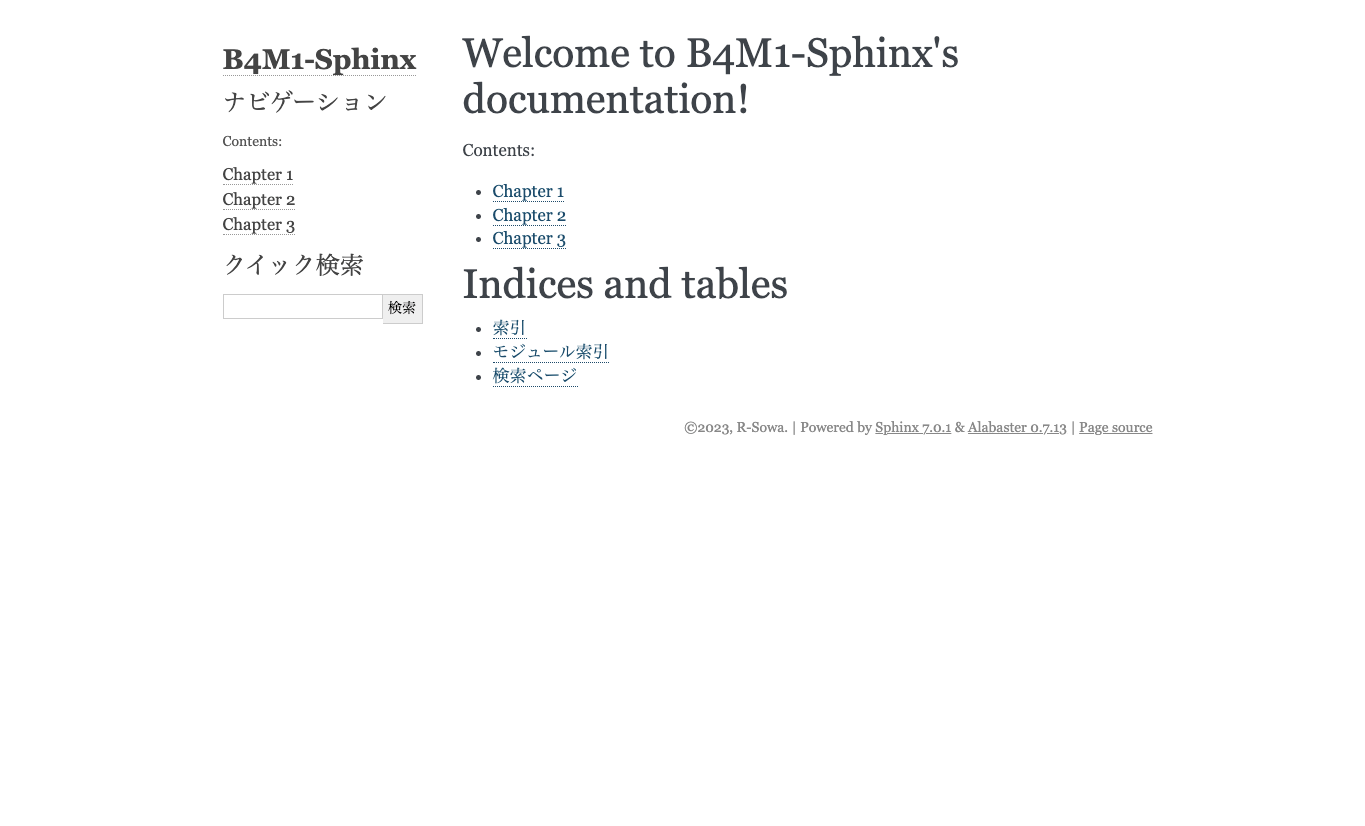 B4M1-Sphinx
ナビゲーション
Contents:
Chapter 1
Chapter 2
Chapter 3
クイック検索
検索
Welcome to B4M1-Sphinx's
documentation!
Contents:
Chapter 1
Chapter 2
Chapter 3
Indices and tables
索引
モジュール索引
検索ページ
©2023, R-Sowa. | Powered by Sphinx 7.0.1 & Alabaster 0.7.13 | Page source